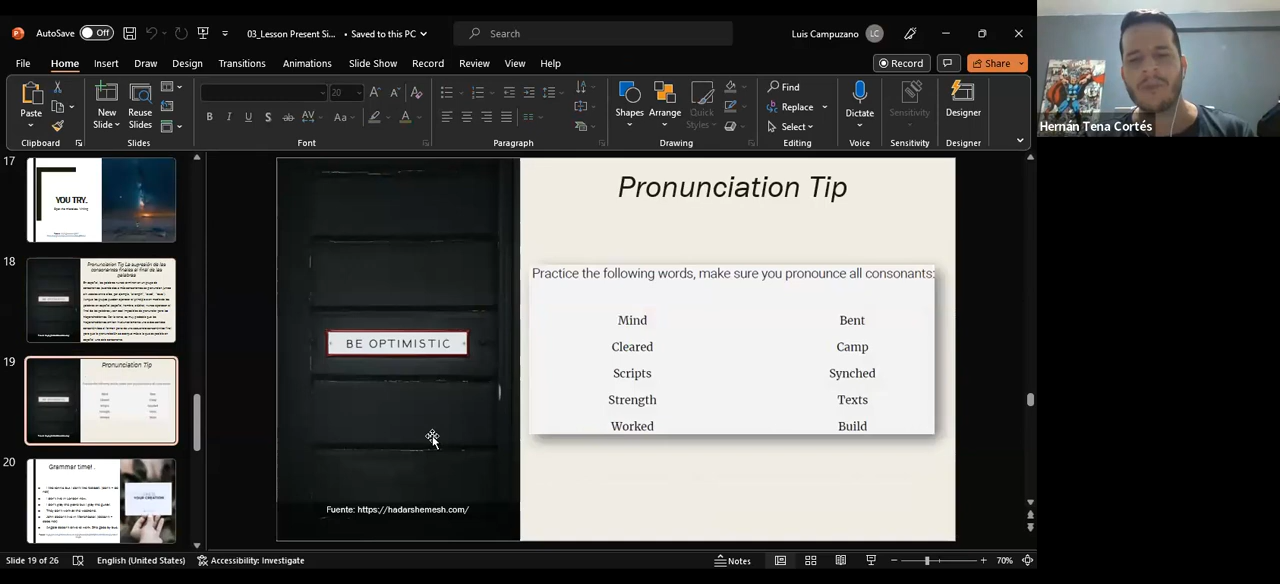 AutoSave Off 03_Lesson Present Si... • Saved to this PC Search Luis Campuzano LC
File Home Insert Draw Design Transitions Animations Slide Show Record Review View Help Record Share
Paste New Slide Reuse Slides 20 Shapes Arrange Quick Styles Find Replace Select Dictate Sensitivity Designer
Clipboard Slides Font Paragraph Drawing Editing Voice Sensitivity Designer
Hernán Tena Cortés
17
YOU TRY.
18
19
Pronunciation Tip
20
Grammar time!
Pronunciation Tip
Practice the following words, make sure you pronounce all consonants:
Mind Bent
Cleared Camp
Scripts Synched
Strength Texts
Worked Build
BE OPTIMISTIC
Fuente: https://hadarshemesh.com/
Slide 19 of 26 English (United States) Accessibility: Investigate Notes 70%